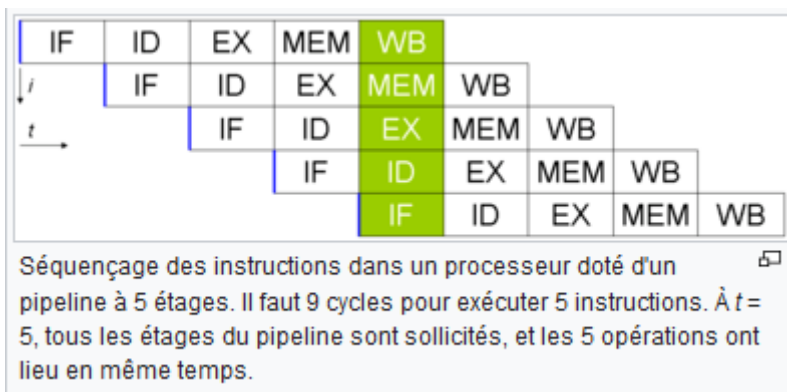 IF ID EX MEM WB
i IF ID EX MEM WB
t IF ID EX MEM WB
IF ID EX MEM WB
IF ID EX MEM WB
Séquençage des instructions dans un processeur doté d'un
pipeline à 5 étages. Il faut 9 cycles pour exécuter 5 instructions. À t =
5, tous les étages du pipeline sont sollicités, et les 5 opérations ont
lieu en même temps.